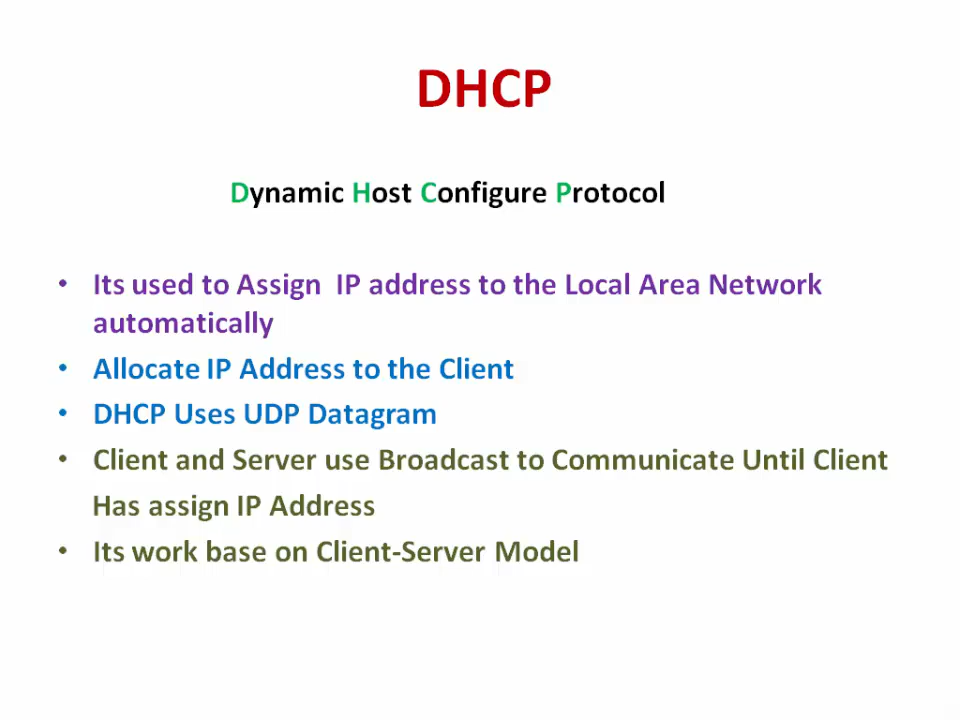 DHCP
Dynamic Host Configure Protocol
• Its used to Assign  IP address to the Local Area Network
automatically
• Allocate IP Address to the Client
• DHCP Uses UDP Datagram
• Client and Server use Broadcast to Communicate Until Client
Has assign IP Address
• Its work base on Client-Server Model